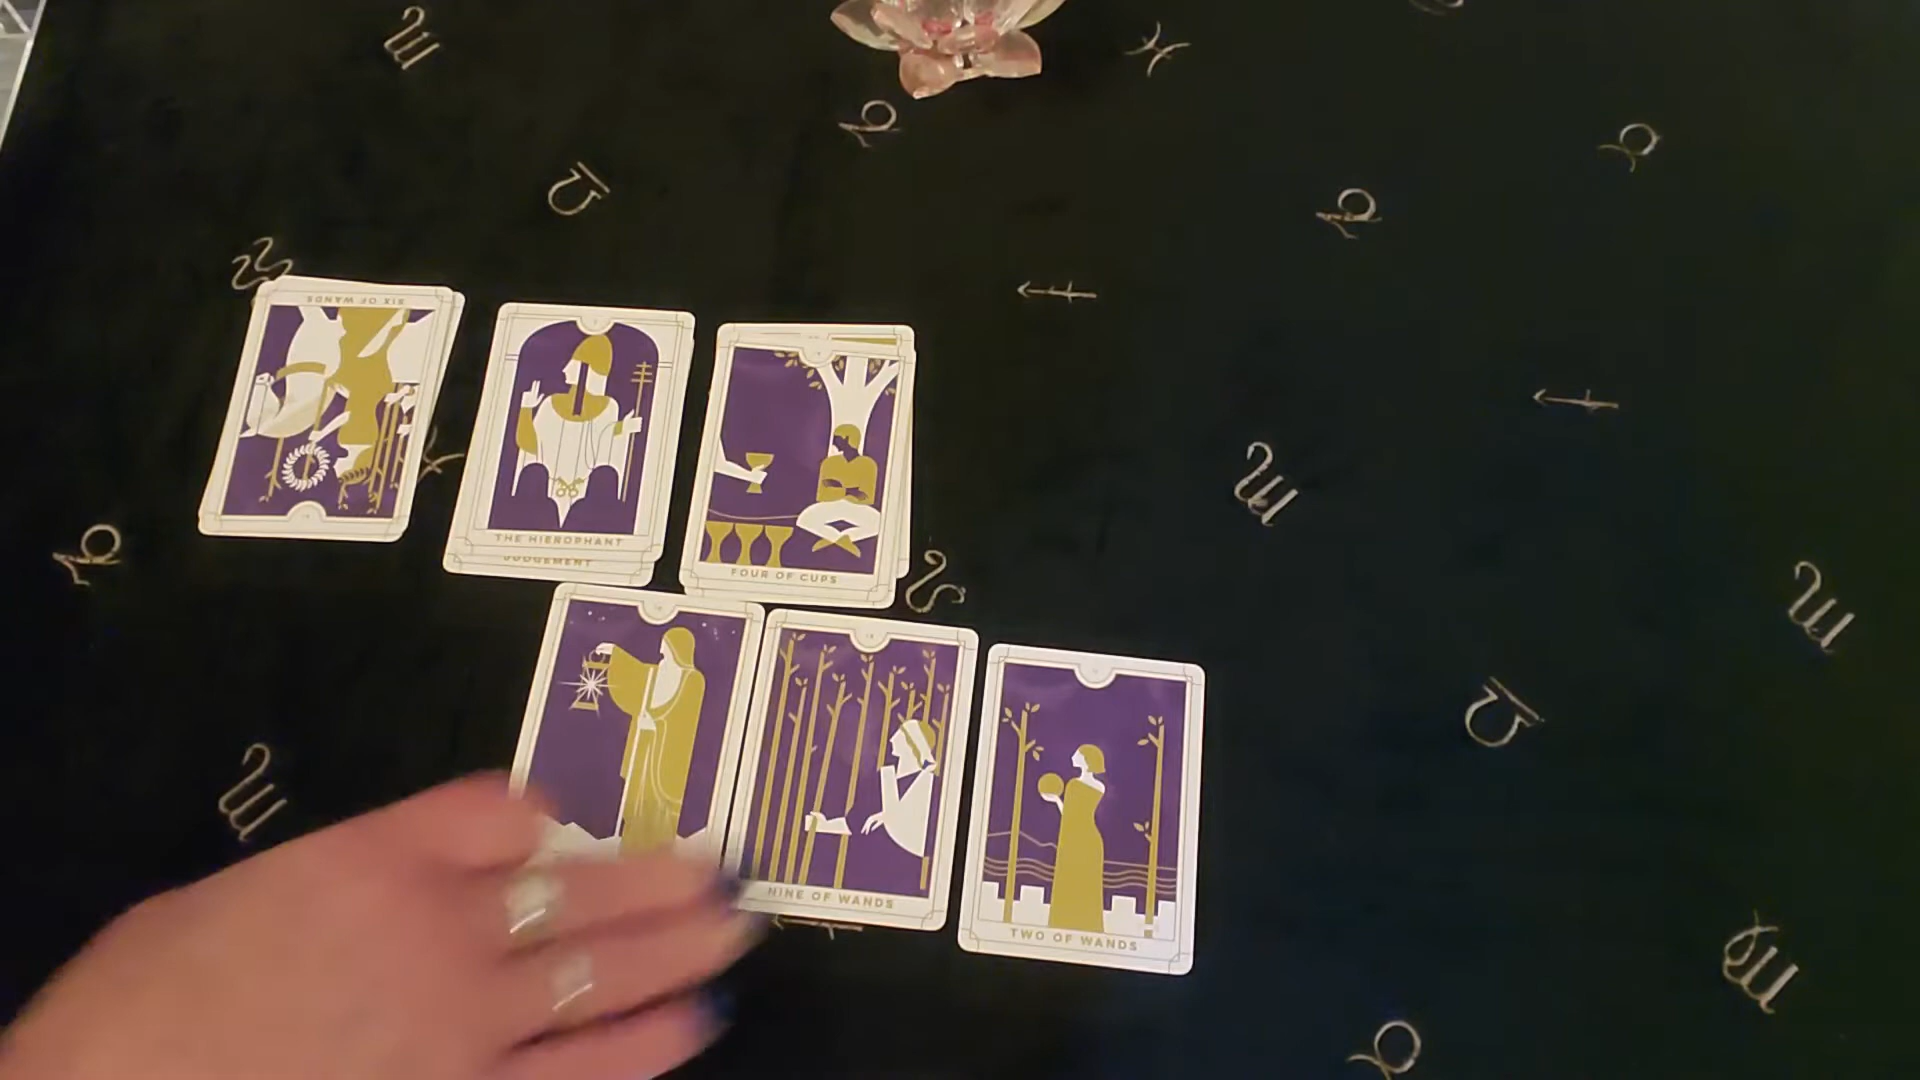 SIX OF WANDS
THE HIEROPHANT
JUDGEMENT
FOUR OF CUPS
NINE OF WANDS
TWO OF WANDS